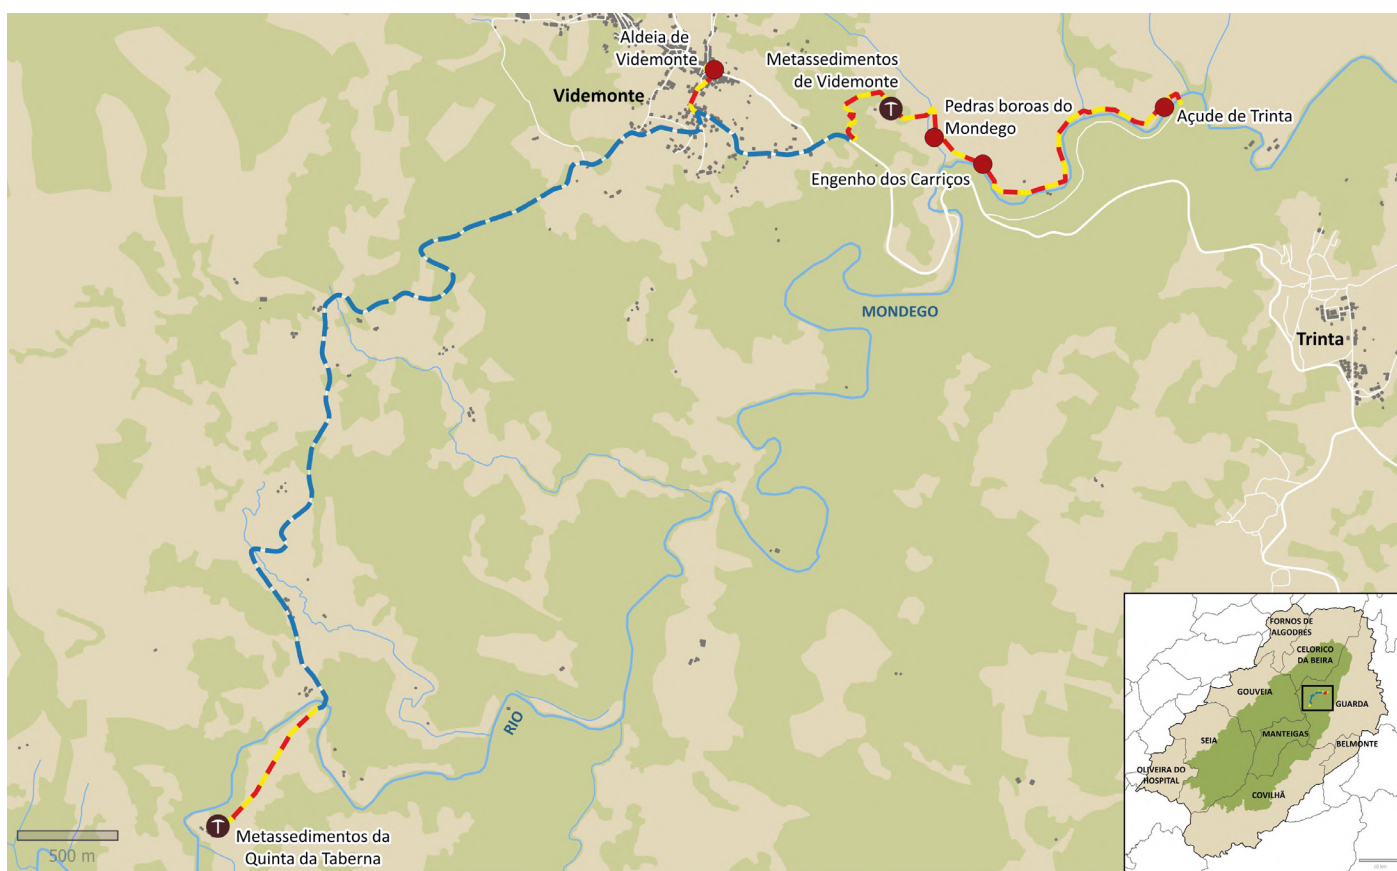 Aldeia de
Videmonte
Videmonte
Metassedimentos
de Videmonte
Pedras boroas do
Mondego
Açude de Trinta
Engenho dos Carriços
MONDEGO
Trinta
RIO
Metassedimentos da
Quinta da Taberna
500 m
FORNOS DE
ALGODRES
CELORICO
DA BEIRA
GOUVEIA
GUARDA
SEIA
MANTEIGAS
BELMONTE
OLIVEIRA DO
HOSPITAL
COVILHÃ
10 km